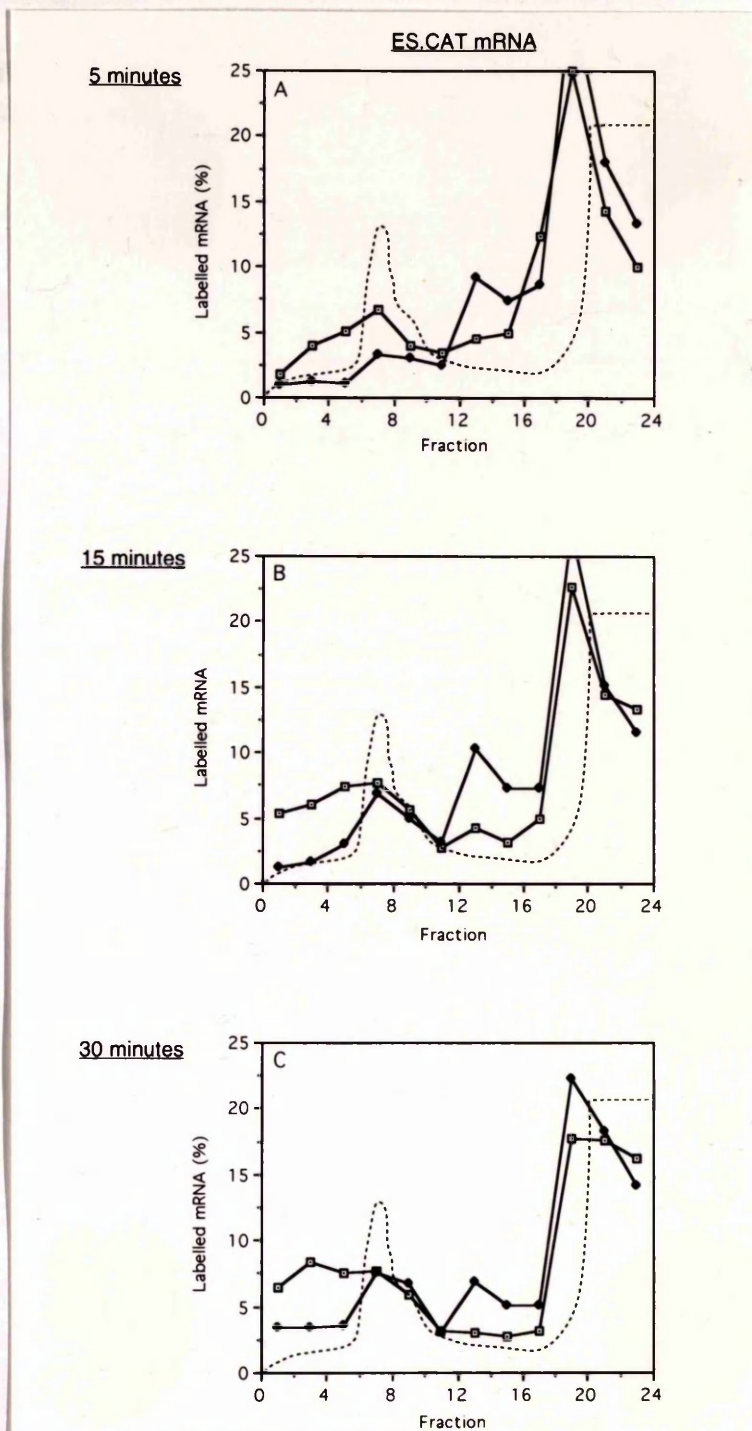 ES.CAT mRNA
5 minutes
A
Labelled mRNA (%)
25
20
15
10
5
0
0 4 8 12 16 20 24
Fraction
15 minutes
B
Labelled mRNA
25
20
15
10
5
0
0 4 8 12 16 20 24
Fraction
30 minutes
C
Labelled mRNA (%)
25
20
15
10
5
0
0 4 8 12 16 20 24
Fraction